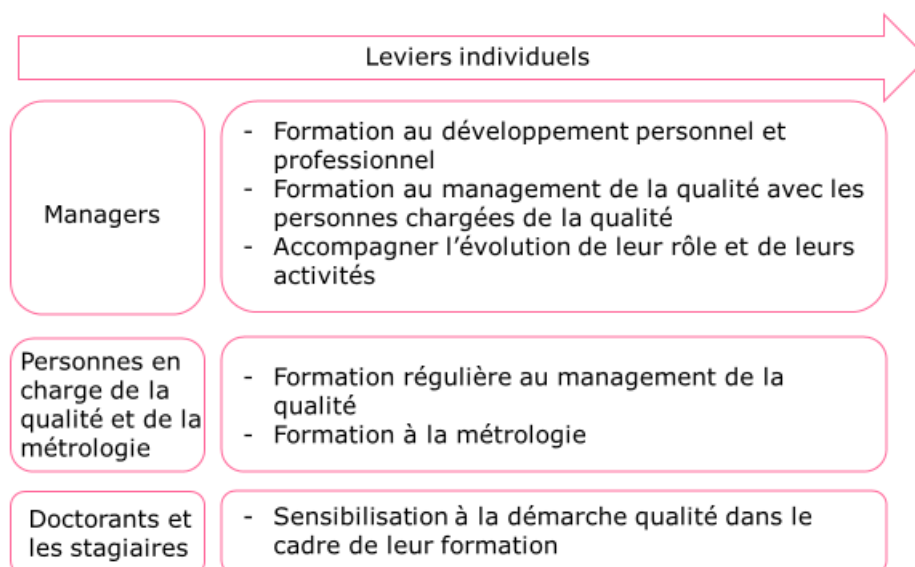 Leviers individuels
Managers
- Formation au développement personnel et
professionnel
- Formation au management de la qualité avec les
personnes chargées de la qualité
- Accompagner l’évolution de leur rôle et de leurs
activités
Personnes en
charge de la
qualité et de la
métrologie
- Formation régulière au management de la
qualité
- Formation à la métrologie
Doctorants et
les stagiaires
- Sensibilisation à la démarche qualité dans le
cadre de leur formation